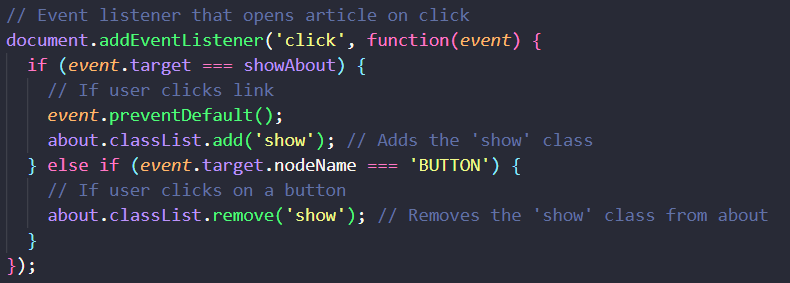 // Event listener that opens article on click
document.addEventListener('click', function(event) {
  if (event.target === showAbout) {
    // If user clicks link
    event.preventDefault();
    about.classList.add('show'); // Adds the 'show' class
  } else if (event.target.nodeName === 'BUTTON') {
    // If user clicks on a button
    about.classList.remove('show'); // Removes the 'show' class from about
  }
});